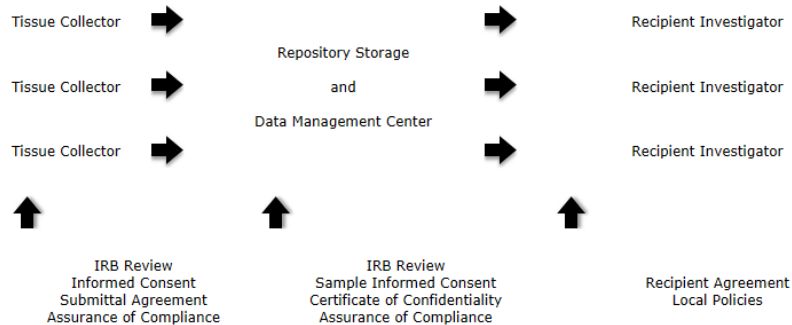 Tissue Collector
Recipient Investigator
Repository Storage
Tissue Collector
and
Recipient Investigator
Data Management Center
Tissue Collector
Recipient Investigator
IRB Review
Informed Consent
Submittal Agreement
Assurance of Compliance
IRB Review
Sample Informed Consent
Certificate of Confidentiality
Assurance of Compliance
Recipient Agreement
Local Policies